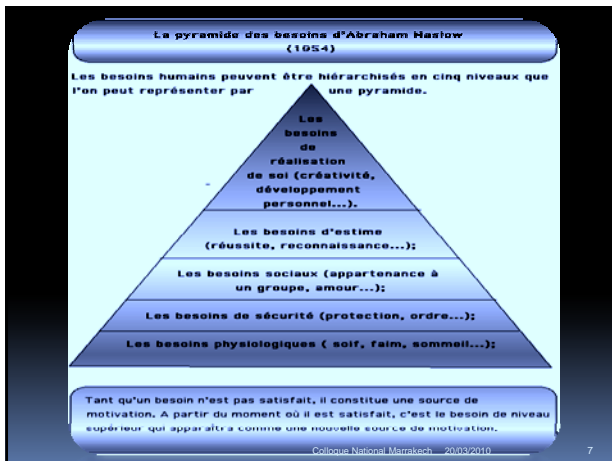 La pyramide des besoins d'Abraham Maslow
(1954)
Les besoins humains peuvent être hiérarchisés en cinq niveaux que
l'on peut représenter par une pyramide.
Les
besoins
de
réalisation
de soi (créativité,
développement
personnel...).
Les besoins d'estime
(réussite, reconnaissance...);
Les besoins sociaux (appartenance à
un groupe, amour...);
Les besoins de sécurité (protection, ordre...);
Les besoins physiologiques ( soif, faim, sommeil...);
Tant qu'un besoin n'est pas satisfait, il constitue une source de
motivation. A partir du moment où il est satisfait, c'est le besoin de niveau
supérieur qui apparaîtra comme une nouvelle source de motivation.
Colloque National Marrakech 20/03/2010 7